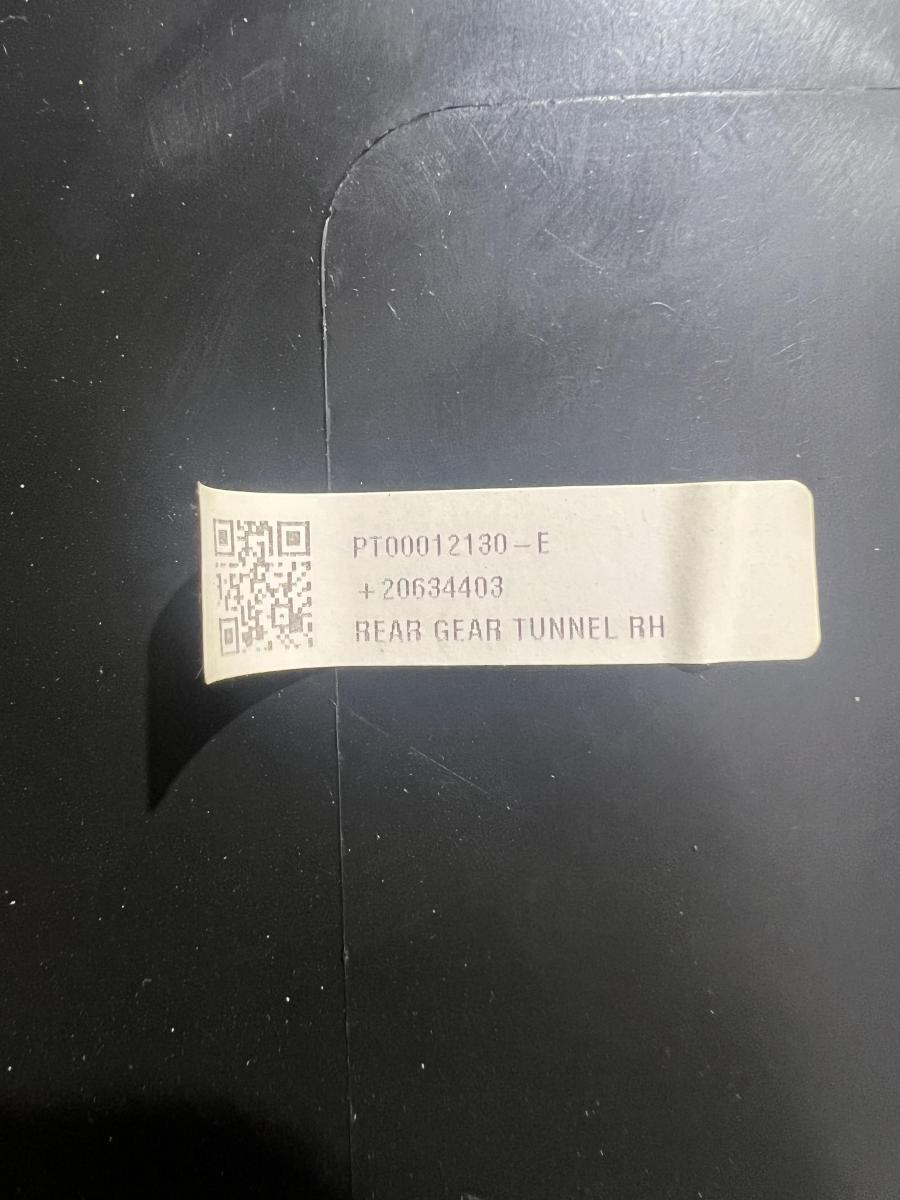 PT00012130-E
+20634403
REAR GEAR TUNNEL RH